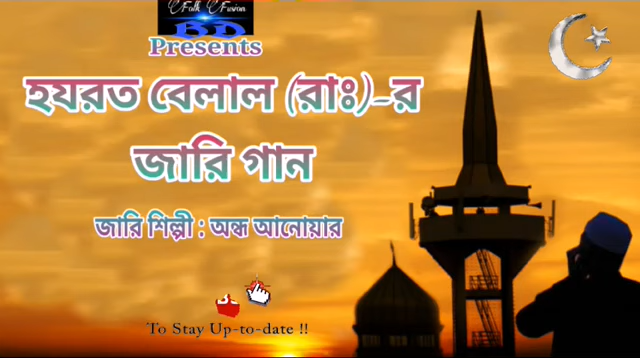 Folk Fusion
BD
Presents
হযরত বেলাল (রাঃ)-র
জারি গান
জারি শিল্পী : অন্ধ আনোয়ার
To Stay Up-to-date !!